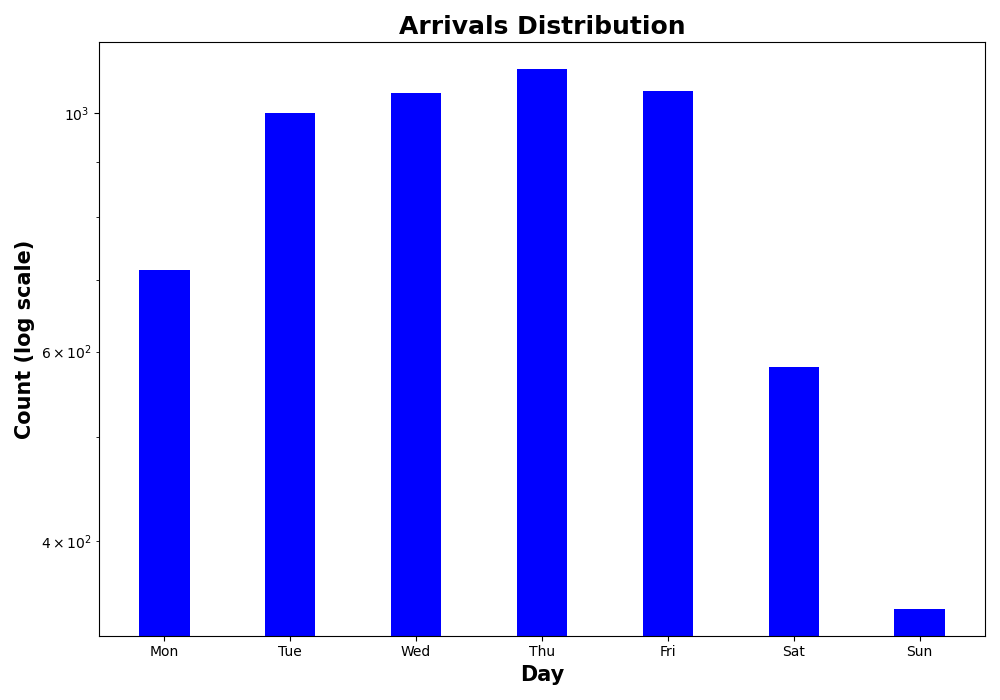 Arrivals Distribution
Count (log scale)
10³
6 × 10²
4 × 10²
Mon Tue Wed Thu Fri Sat Sun
Day